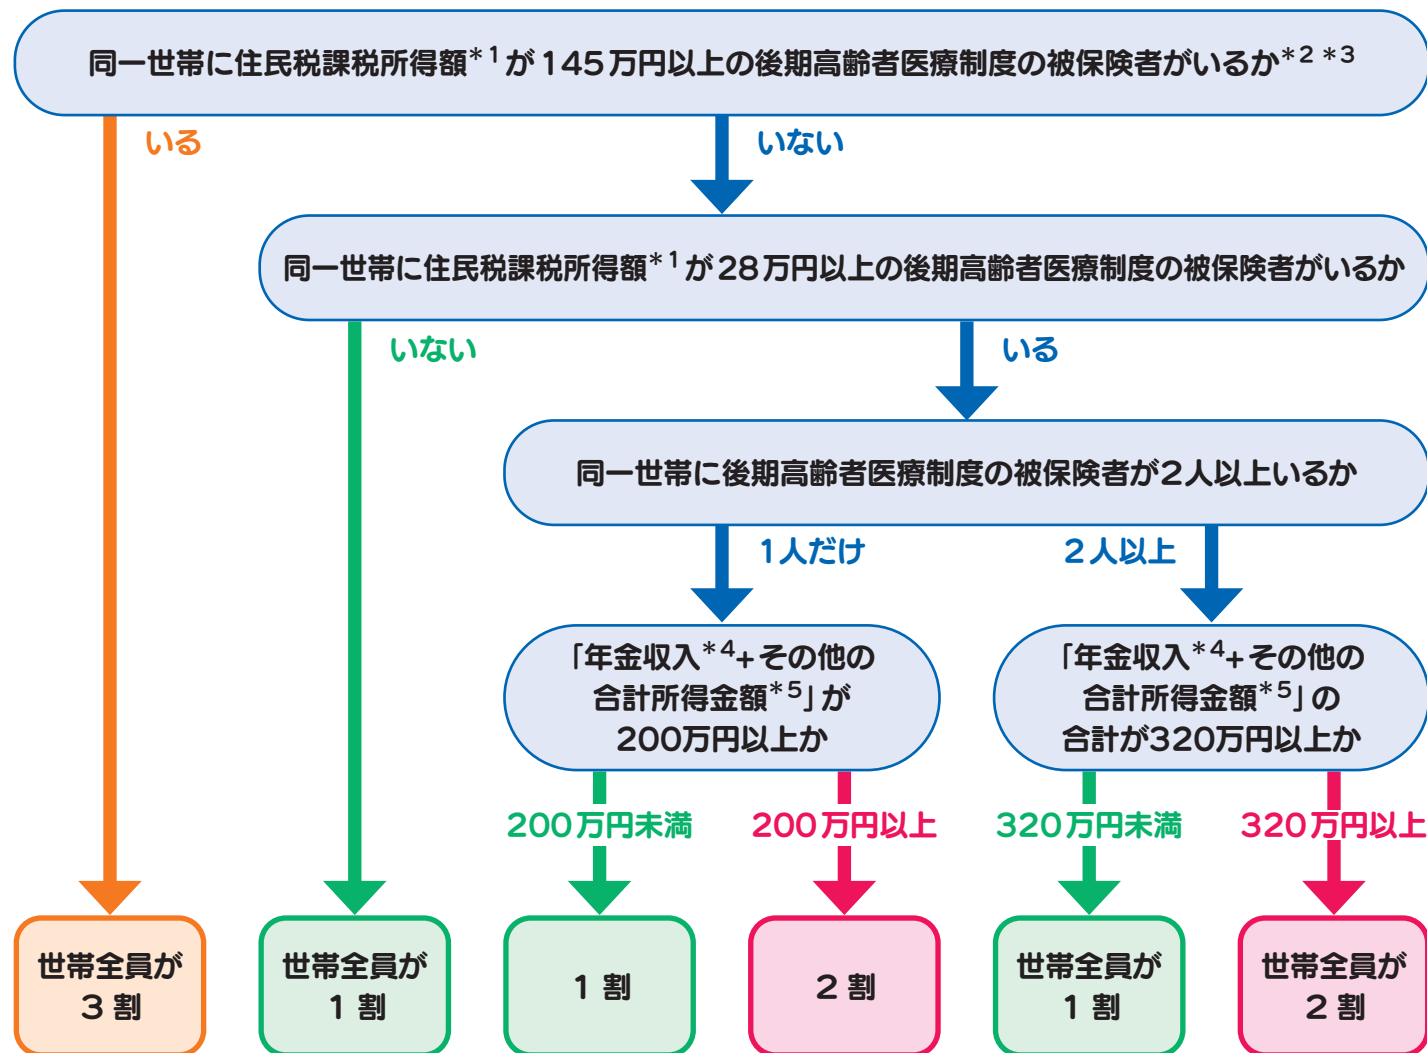 同一世帯に住民税課税所得額*1が145万円以上の後期高齢者医療制度の被保険者がいるか*2 *3
いる
いない
同一世帯に住民税課税所得額*1が28万円以上の後期高齢者医療制度の被保険者がいるか
いない
いる
同一世帯に後期高齢者医療制度の被保険者が2人以上いるか
1人だけ
2人以上
「年金収入*4+その他の
合計所得金額*5」が
200万円以上か
「年金収入*4+その他の
合計所得金額*5」の
合計が320万円以上か
200万円未満
200万円以上
320万円未満
320万円以上
世帯全員が
3 割
世帯全員が
1 割
1 割
2 割
世帯全員が
1 割
世帯全員が
2 割